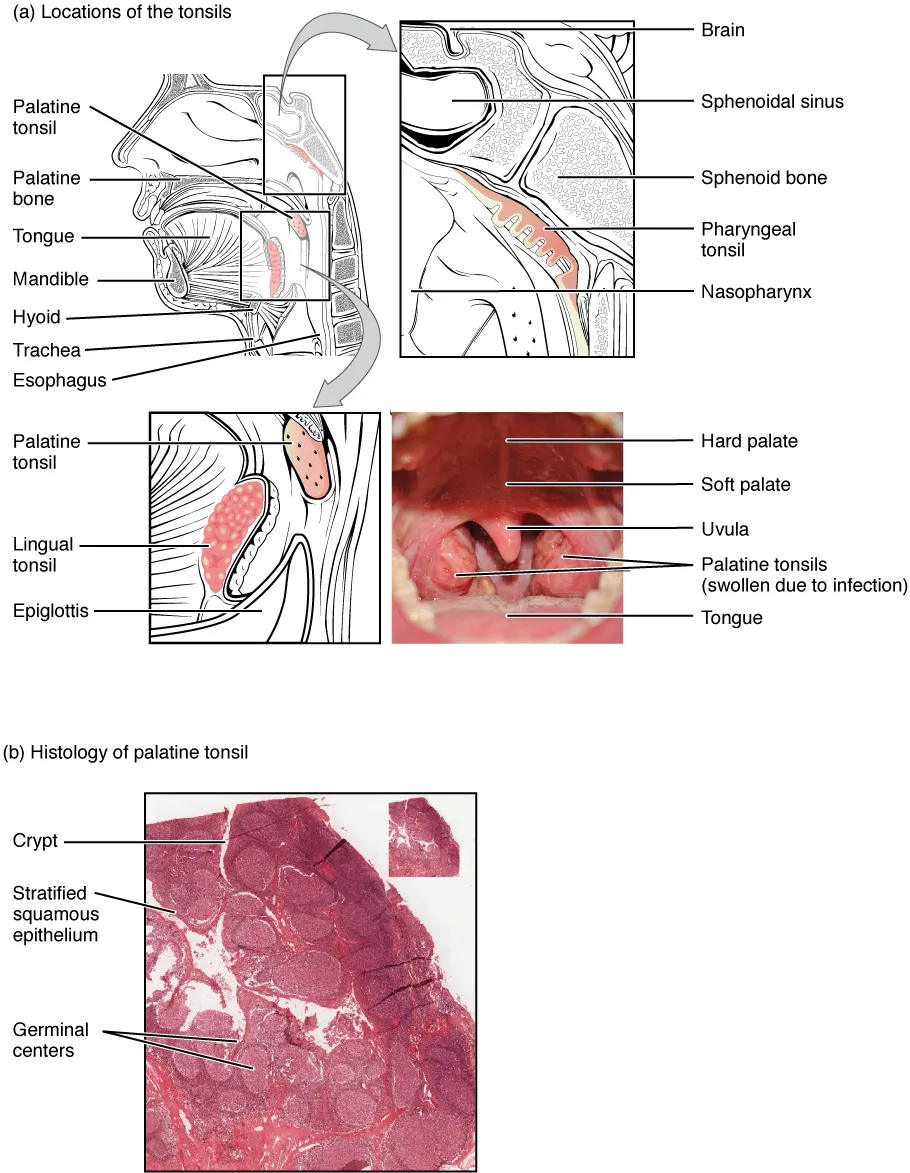 (a) Locations of the tonsils
Palatine
tonsil
Palatine
bone
Tongue
Mandible
Hyoid
Trachea
Esophagus
Brain
Sphenoidal sinus
Sphenoid bone
Pharyngeal
tonsil
Nasopharynx
Palatine
tonsil
Lingual
tonsil
Epiglottis
Hard palate
Soft palate
Uvula
Palatine tonsils
(swollen due to infection)
Tongue
(b) Histology of palatine tonsil
Crypt
Stratified
squamous
epithelium
Germinal
centers